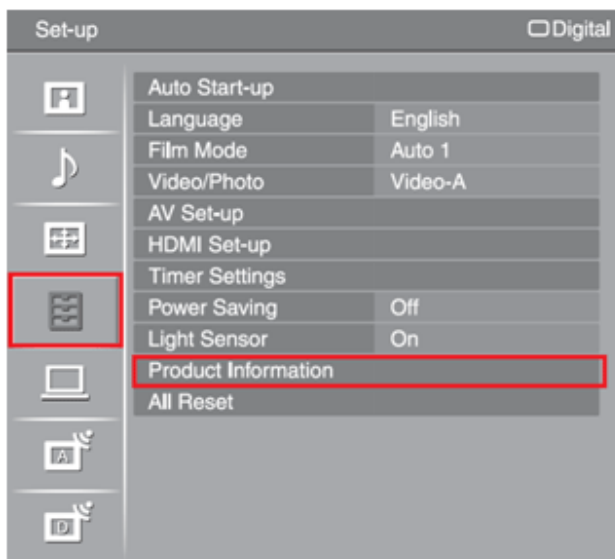 Set-up Digital
Auto Start-up
Language English
Film Mode Auto 1
Video/Photo Video-A
AV Set-up
HDMI Set-up
Timer Settings
Power Saving Off
Light Sensor On
Product Information
All Reset
A
D